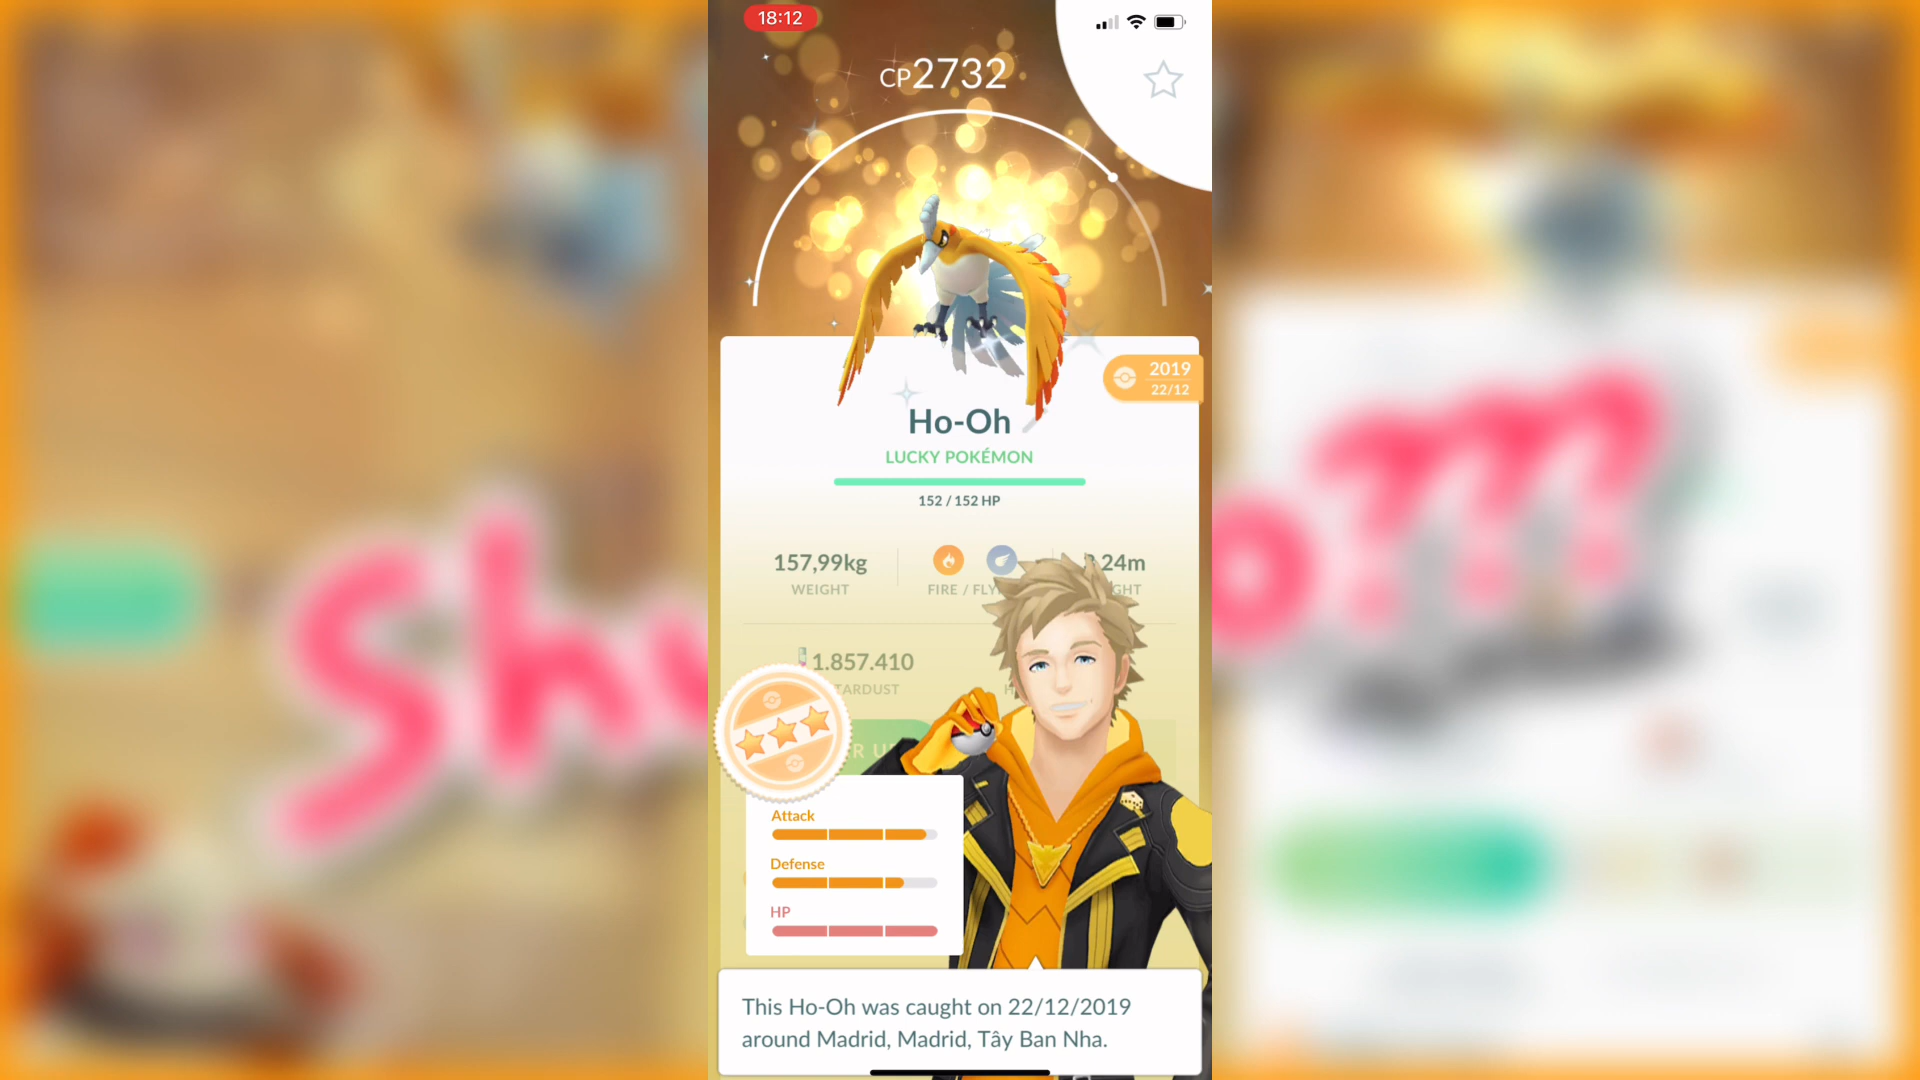 18:12
CP2732
2019
22/12
Ho-Oh
LUCKY POKÉMON
152 / 152 HP
157,99kg
24m
WEIGHT
FIRE / FLY
GHT
1.857.410
TARDUST
H
R U
Attack
Defense
HP
This Ho-Oh was caught on 22/12/2019
around Madrid, Madrid, Tây Ban Nha.
Sh
o???